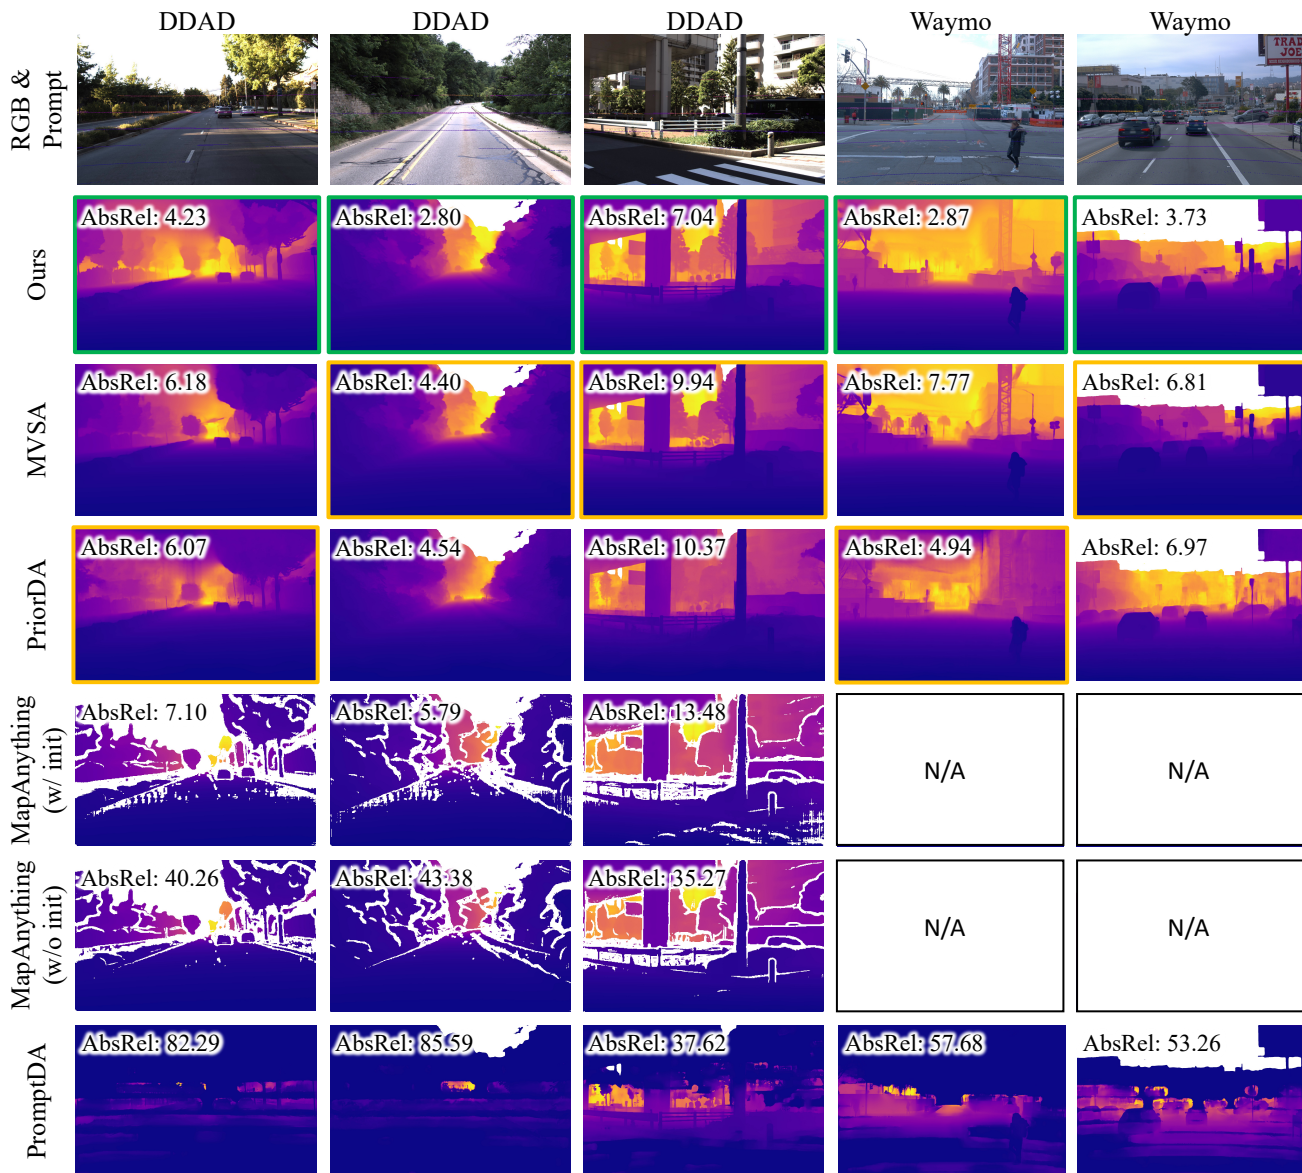 DDAD DDAD DDAD Waymo Waymo
RGB &
Prompt
TRAD
JOE
Ours
AbsRel: 4.23 AbsRel: 2.80 AbsRel: 7.04 AbsRel: 2.87 AbsRel: 3.73
MVSA
AbsRel: 6.18 AbsRel: 4.40 AbsRel: 9.94 AbsRel: 7.77 AbsRel: 6.81
PriorDA
AbsRel: 6.07 AbsRel: 4.54 AbsRel: 10.37 AbsRel: 4.94 AbsRel: 6.97
MapAnything
(w/ init)
AbsRel: 7.10 AbsRel: 5.79 AbsRel: 13.48 N/A N/A
MapAnything
(w/o init)
AbsRel: 40.26 AbsRel: 43.38 AbsRel: 35.27 N/A N/A
PromptDA
AbsRel: 82.29 AbsRel: 85.59 AbsRel: 37.62 AbsRel: 57.68 AbsRel: 53.26